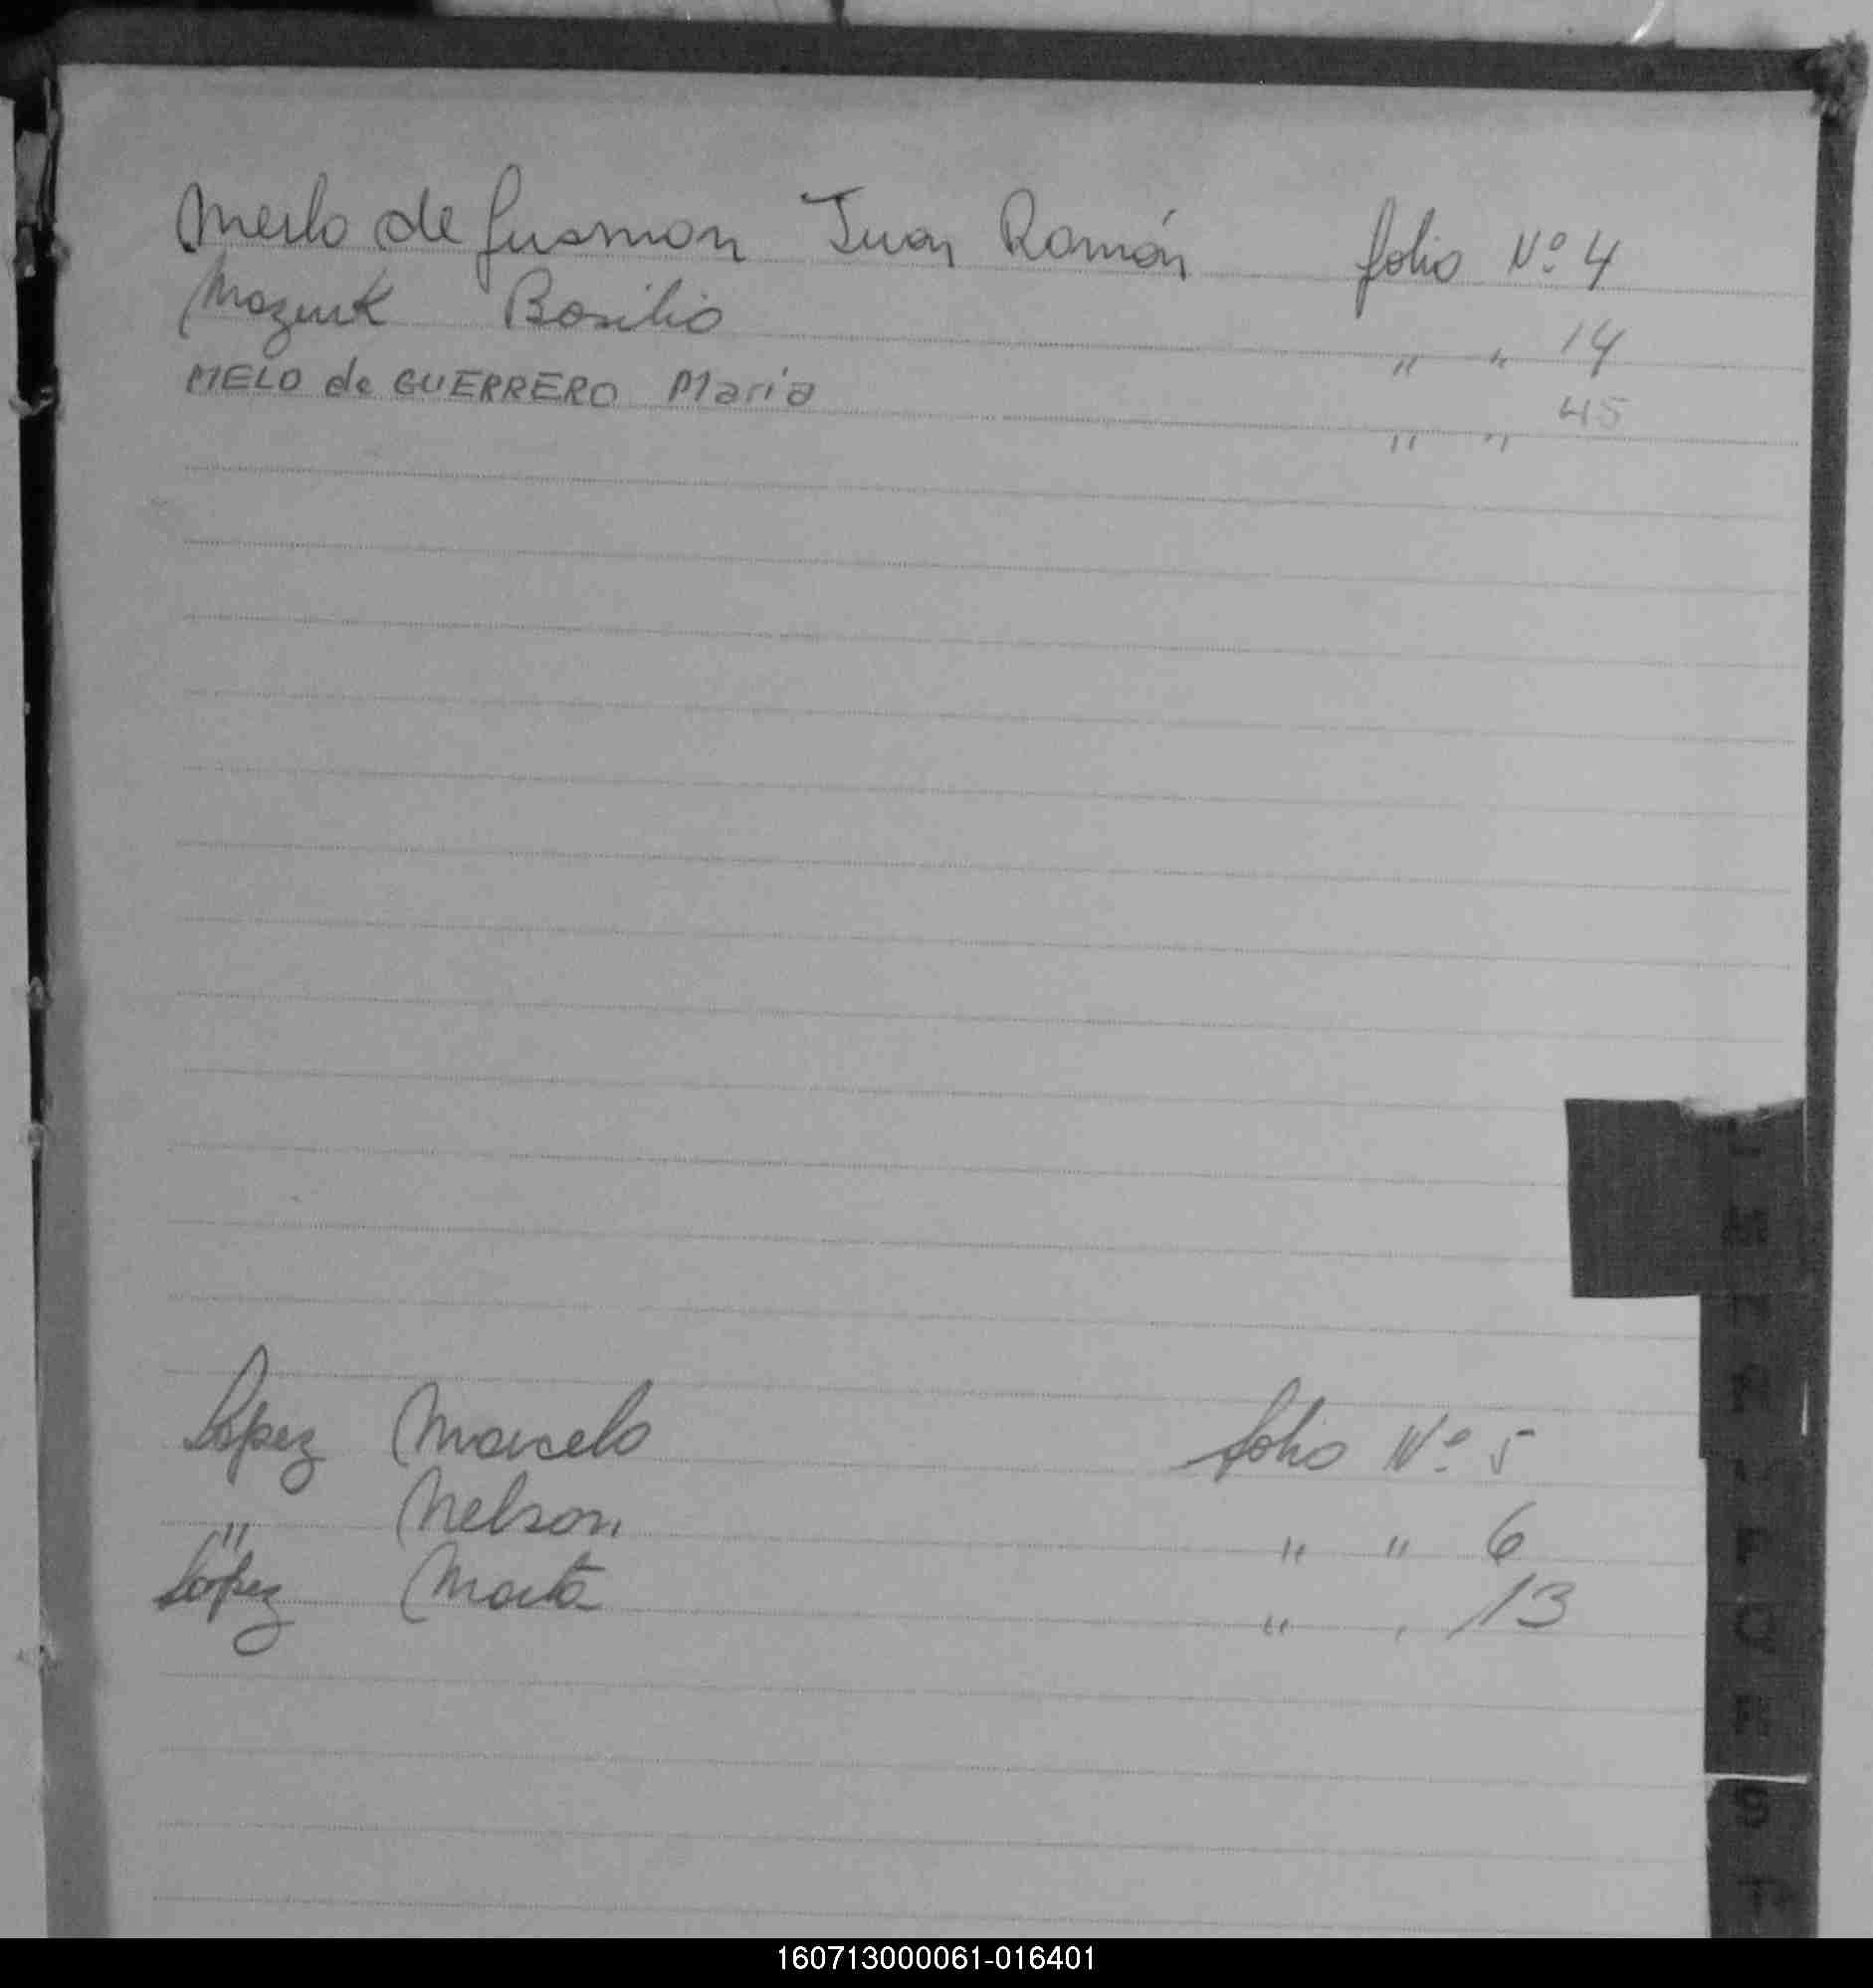 Merlo de Gusmon Juan Ramón folio Nº 4
Mazurk Basilio " " 14
MELO de GUERRERO Maria " " 45
López Marcelo folio Nº 5
" Nelson " " 6
López Marta " " 13
M
Q
R
S
T
160713000061-016401